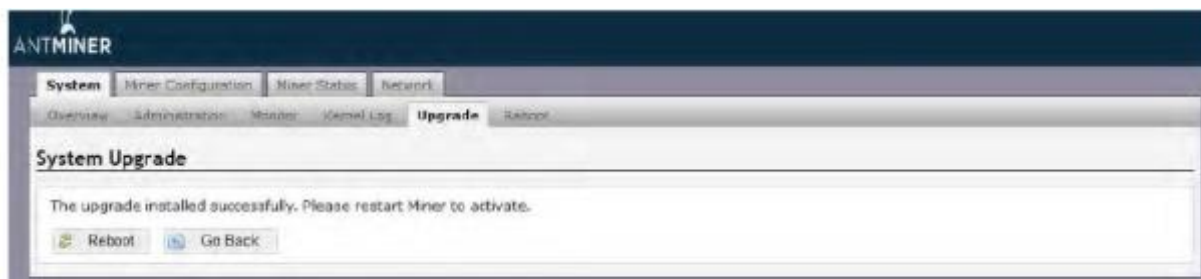 ANTMINER
System Miner Configuration Miner Status Network
Overview Administration Monitor Kernel Log Upgrade Reboot
System Upgrade
The upgrade installed successfully. Please restart Miner to activate.
Reboot Go Back